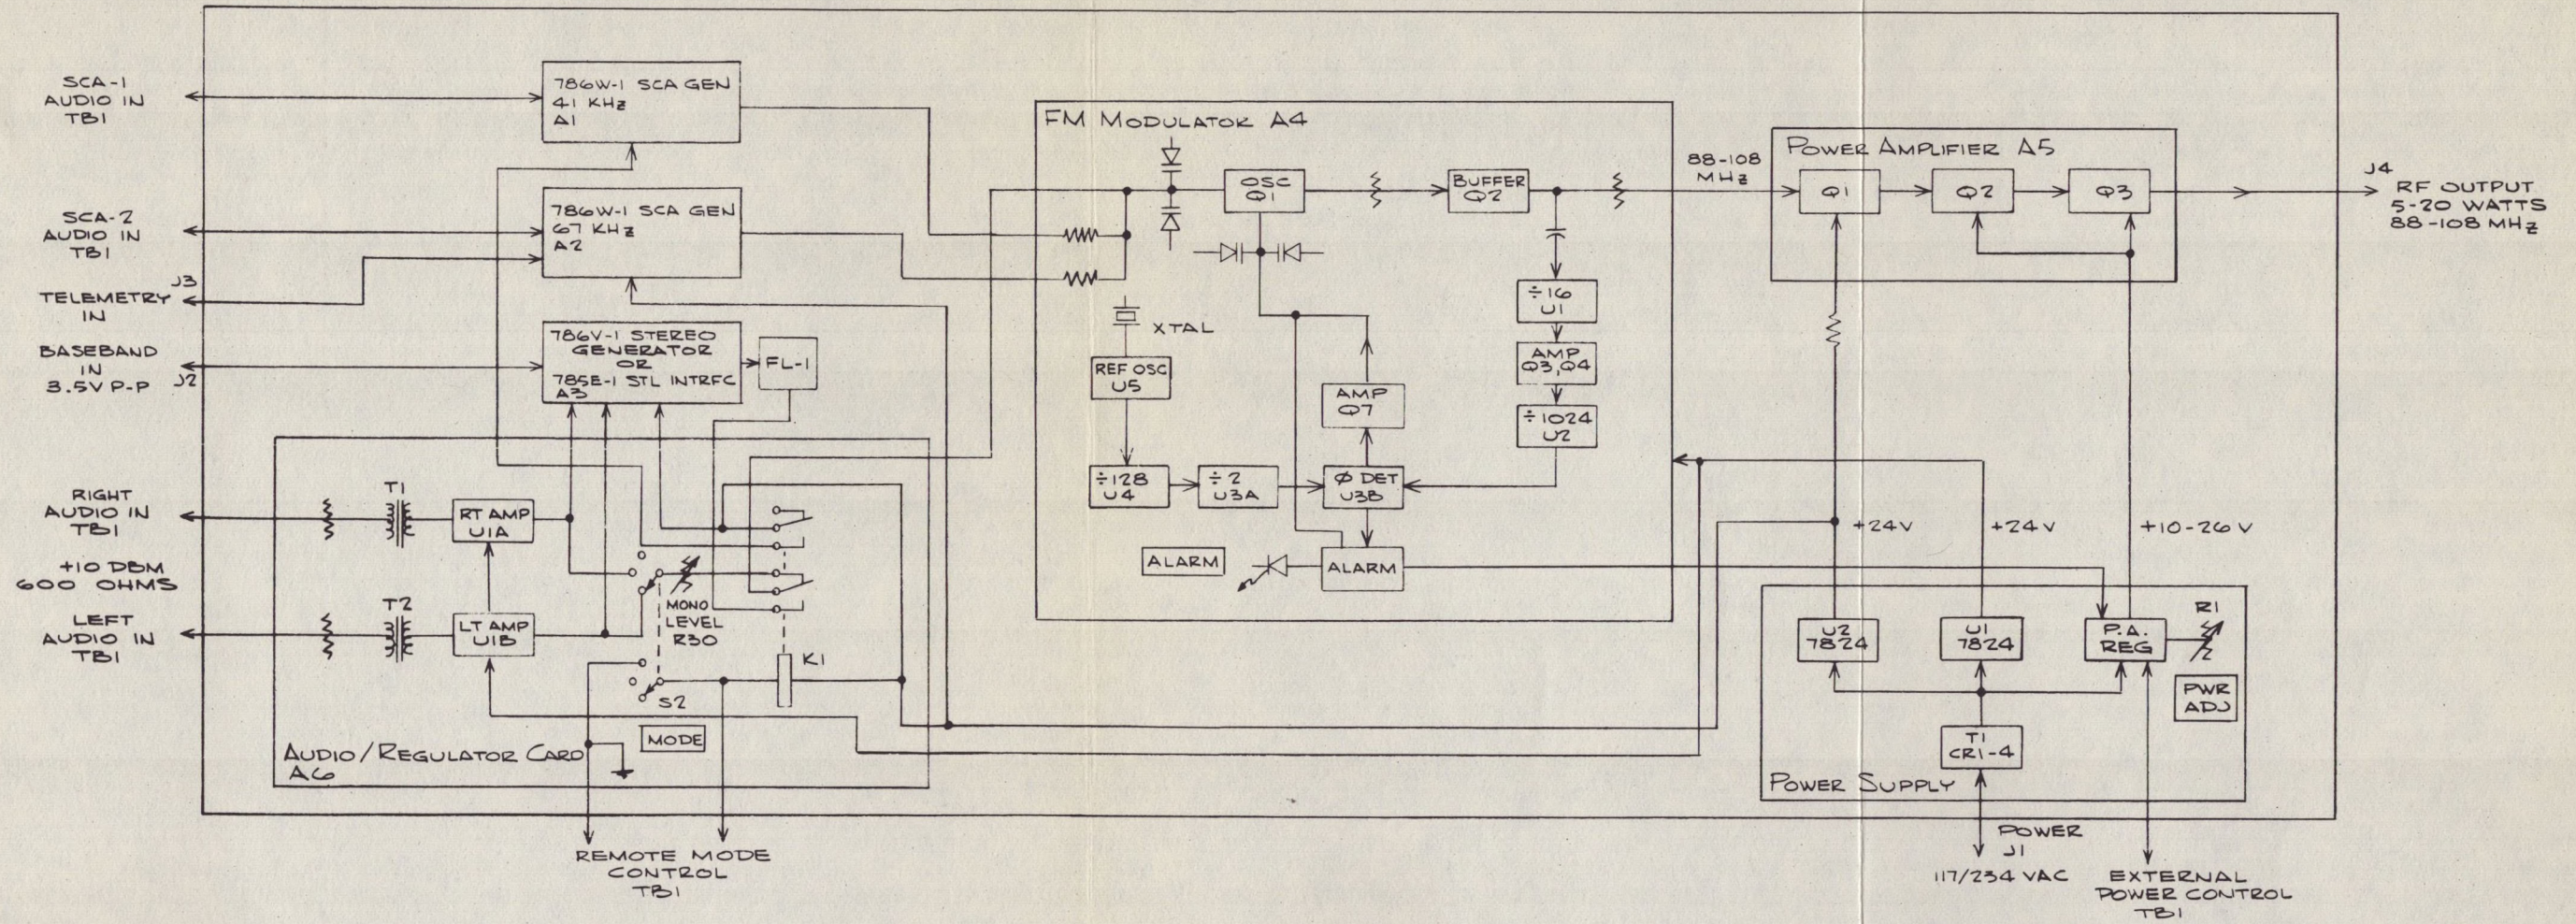 SCA-1
AUDIO IN
TB1
SCA-2
AUDIO IN
TB1
J3
TELEMETRY
IN
BASEBAND
IN
3.5V P-P
J2
RIGHT
AUDIO IN
TB1
+10 DBM
600 OHMS
LEFT
AUDIO IN
TB1
786W-1 SCA GEN
41 KHz
A1
786W-1 SCA GEN
67 KHz
A2
786V-1 STEREO
GENERATOR
OR
785E-1 STL INTRFC
A3
FL-1
T1
RT AMP
U1A
T2
LT AMP
U1B
MONO
LEVEL
R30
K1
S2
MODE
AUDIO/REGULATOR CARD
A6
REMOTE MODE
CONTROL
TB1
FM MODULATOR A4
OSC
Q1
BUFFER
Q2
XTAL
REF OSC
U5
÷128
U4
÷2
U3A
Ø DET
U3B
AMP
Q7
÷16
U1
AMP
Q3,Q4
÷1024
U2
ALARM
ALARM
88-108
MHz
POWER AMPLIFIER A5
Q1
Q2
Q3
J4
RF OUTPUT
5-20 WATTS
88-108 MHz
+24V
+24V
+10-26 V
U2
7824
U1
7824
P.A.
REG
R1
PWR
ADJ
T1
CR1-4
POWER SUPPLY
POWER
J1
117/234 VAC
EXTERNAL
POWER CONTROL
TB1